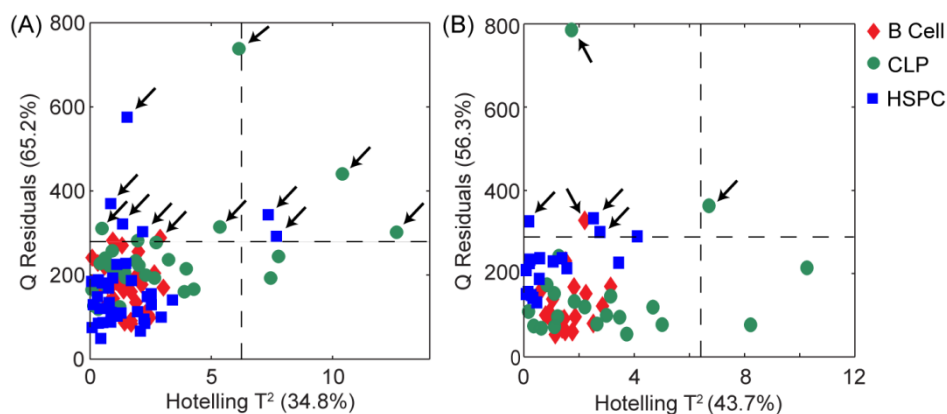 (A)
800
600
400
200
0
Q Residuals (65.2%)
0 5 10
Hotelling T² (34.8%)
(B)
800
600
400
200
0
Q Residuals (56.3%)
0 4 8 12
Hotelling T² (43.7%)
B Cell
CLP
HSPC